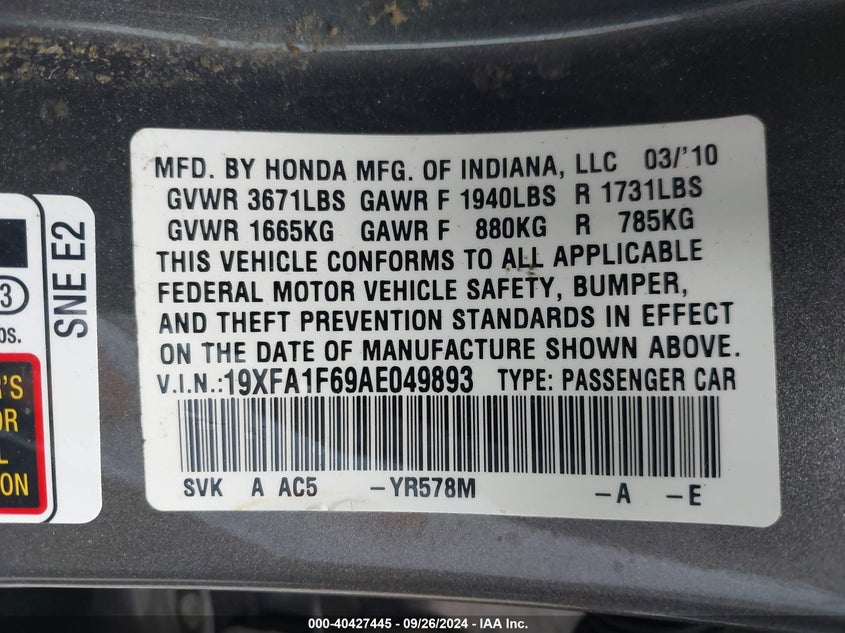 MFD. BY HONDA MFG. OF INDIANA, LLC 03/'10
GVWR 3671LBS GAWR F 1940LBS R 1731LBS
GVWR 1665KG GAWR F 880KG R 785KG
THIS VEHICLE CONFORMS TO ALL APPLICABLE
FEDERAL MOTOR VEHICLE SAFETY, BUMPER,
AND THEFT PREVENTION STANDARDS IN EFFECT
ON THE DATE OF MANUFACTURE SHOWN ABOVE.
V.I.N.:19XFA1F69AE049893 TYPE: PASSENGER CAR
SVK A AC5 -YR578M -A -E
SNE E2
3
000-40427445 - 09/26/2024 - IAA Inc.